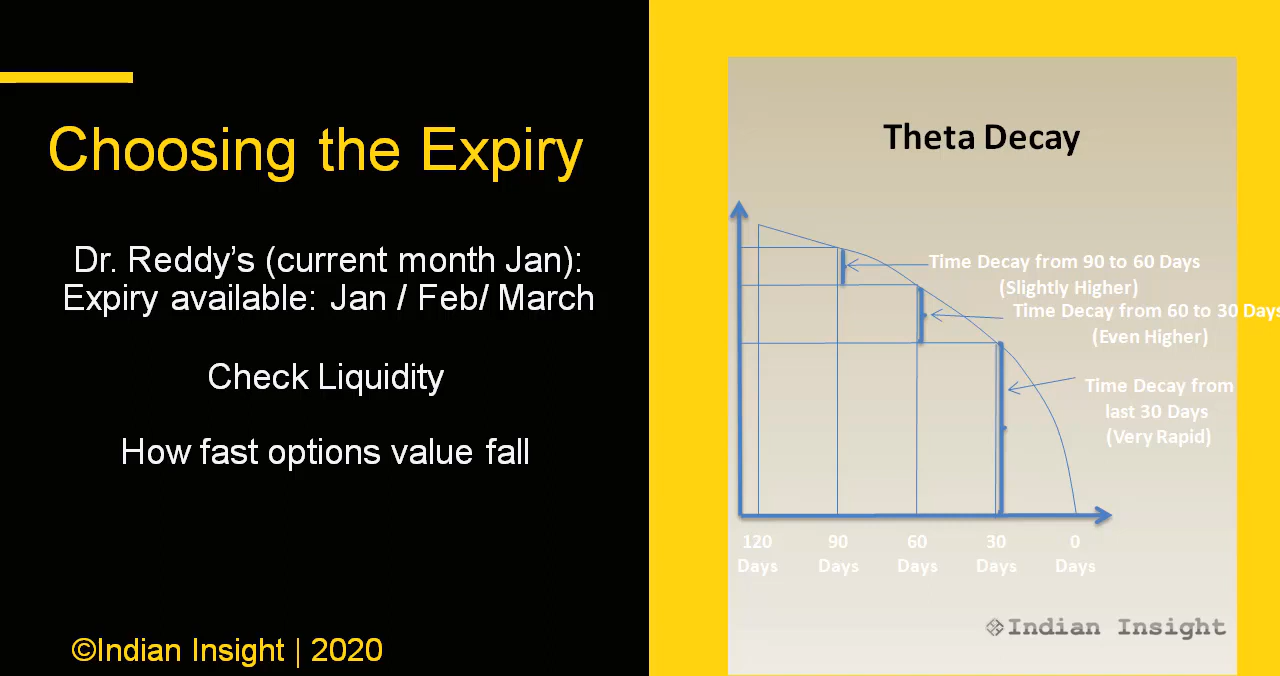 Choosing the Expiry
Dr. Reddy’s (current month Jan):
Expiry available: Jan / Feb/ March
Check Liquidity
How fast options value fall
©Indian Insight | 2020
Theta Decay
Time Decay from 90 to 60 Days
(Slightly Higher)
Time Decay from 60 to 30 Days
(Even Higher)
Time Decay from
last 30 Days
(Very Rapid)
120 90 60 30 0
Days Days Days Days Days
Indian Insight